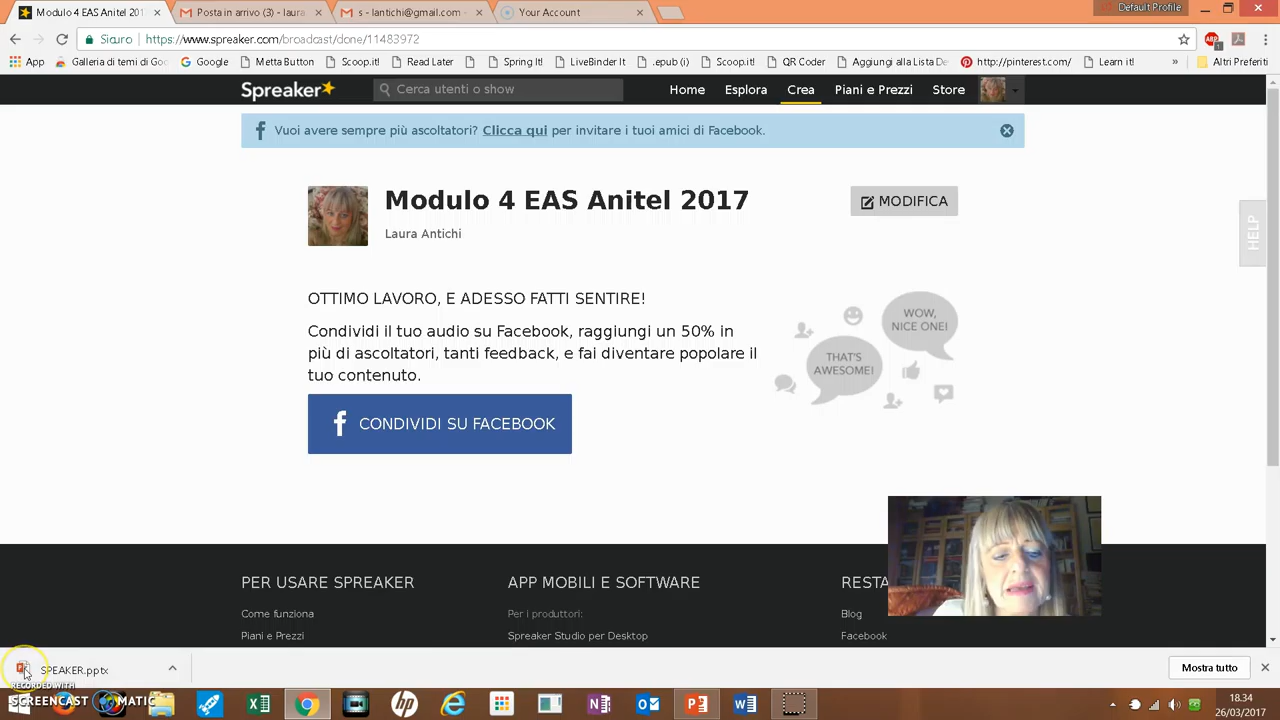 Modulo 4 EAS Anitel 201
Posta in arrivo (3) - laura
s - lantichi@gmail.com -
Your Account
Default Profile
Sicuro
https://www.spreaker.com/broadcast/done/11483972
App
Galleria di temi di Goo
Google
Metta Button
Scoop.it!
Read Later
Spring It!
LiveBinder It
.epub (i)
Scoop.it!
QR Coder
Aggiungi alla Lista De
http://pinterest.com/
Learn it!
»
Altri Preferiti
Spreaker
Cerca utenti o show
Home
Esplora
Crea
Piani e Prezzi
Store
Vuoi avere sempre più ascoltatori? Clicca qui per invitare i tuoi amici di Facebook.
Modulo 4 EAS Anitel 2017
MODIFICA
Laura Antichi
HELP
OTTIMO LAVORO, E ADESSO FATTI SENTIRE!
Condividi il tuo audio su Facebook, raggiungi un 50% in
più di ascoltatori, tanti feedback, e fai diventare popolare il
tuo contenuto.
WOW,
NICE ONE!
THAT'S
AWESOME!
CONDIVIDI SU FACEBOOK
PER USARE SPREAKER
APP MOBILI E SOFTWARE
RESTA
Come funziona
Per i produttori:
Blog
Piani e Prezzi
Spreaker Studio per Desktop
Facebook
SPEAKER.pptx
Mostra tutto
RECORDED WITH
SCREENCAST MATIC
18.34
26/03/2017